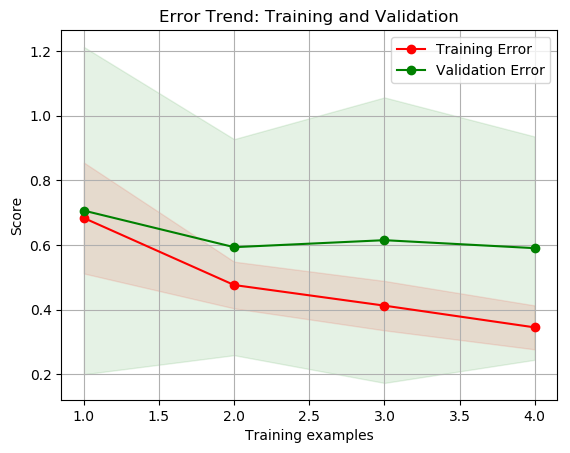 Error Trend: Training and Validation
Training Error
Validation Error
Score
1.2
1.0
0.8
0.6
0.4
0.2
1.0 1.5 2.0 2.5 3.0 3.5 4.0
Training examples